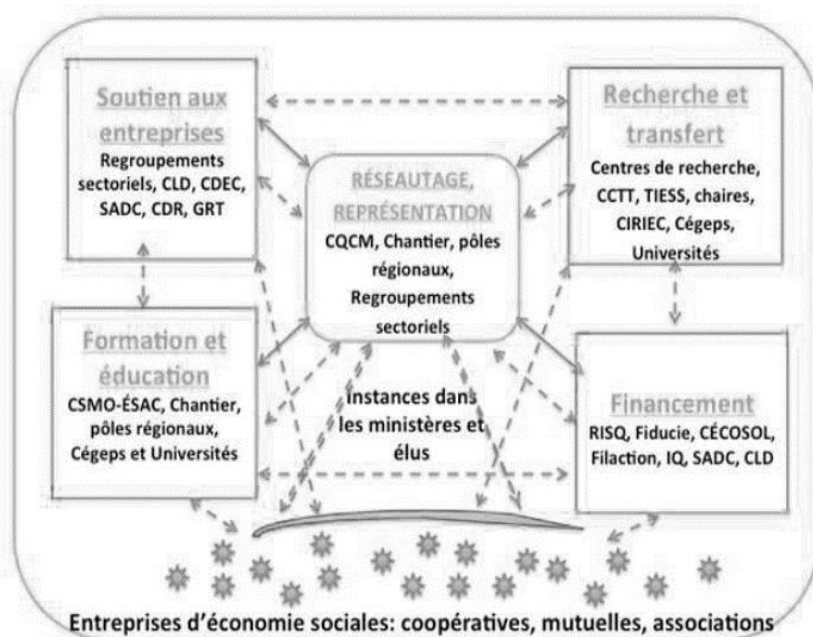 Soutien aux
entreprises
Regroupements
sectoriels, CLD, CDEC,
SADC, CDR, GRT
Recherche et
transfert
Centres de recherche,
CCTT, TIESS, chaires,
CIRIEC, Cégeps,
Universités
RÉSEAUTAGE,
REPRÉSENTATION
CQCM, Chantier, pôles
régionaux,
Regroupements
sectoriels
Formation et
éducation
CSMO-ÉSAC, Chantier,
pôles régionaux,
Cégeps et Universités
Instances dans
les ministères et
élus
Financement
RISQ, Fiducie, CÉCOSOL,
Filaction, IQ, SADC, CLD
Entreprises d'économie sociales: coopératives, mutuelles, associations